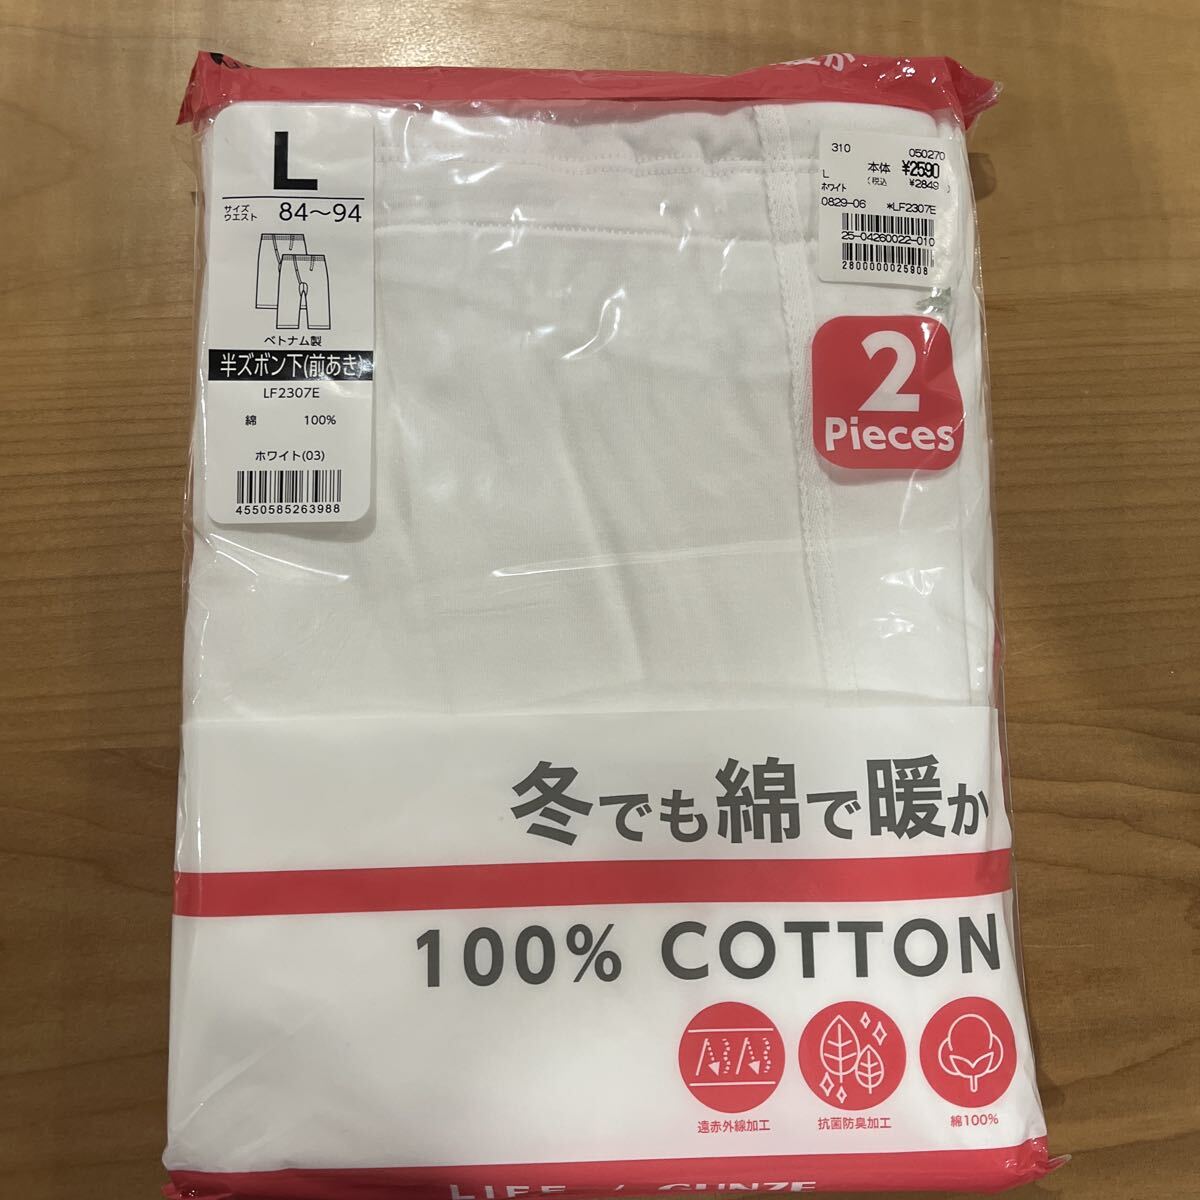 L
サイズ
ウエスト 84〜94
ベトナム製
半ズボン下(前あき)
LF2307E
綿 100%
ホワイト(03)
4550585263988
310 050270
L 本体 ¥2590
ホワイト (税込 ¥2849)
0829-06 *LF2307E
25-04260022-010
2800000025908
2
Pieces
冬でも綿で暖か
100% COTTON
遠赤外線加工
抗菌防臭加工
綿100%
LIFE / GUNZE